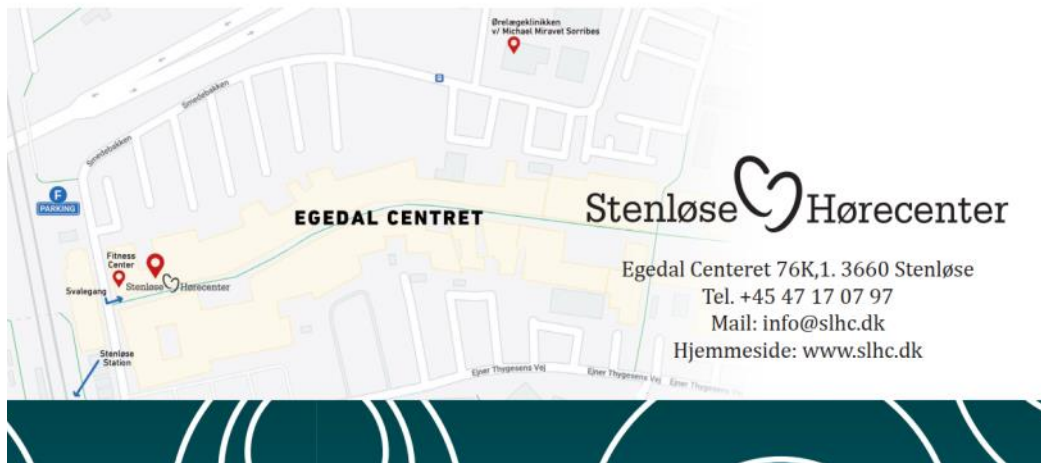 Ørelægeklinikken
v/ Michael Miravet Sorribes
Smedebakken
Smedebakken
F
PARKING
EGEDAL CENTRET
Fitness
Center
Stenløse Hørecenter
Svalegang
Stenløse
Station
Ejner Thygesens Vej
Ejner Thygesens Vej
Ejner Thygesens
Stenløse Hørecenter
Egedal Centeret 76K,1. 3660 Stenløse
Tel. +45 47 17 07 97
Mail: info@slhc.dk
Hjemmeside: www.slhc.dk